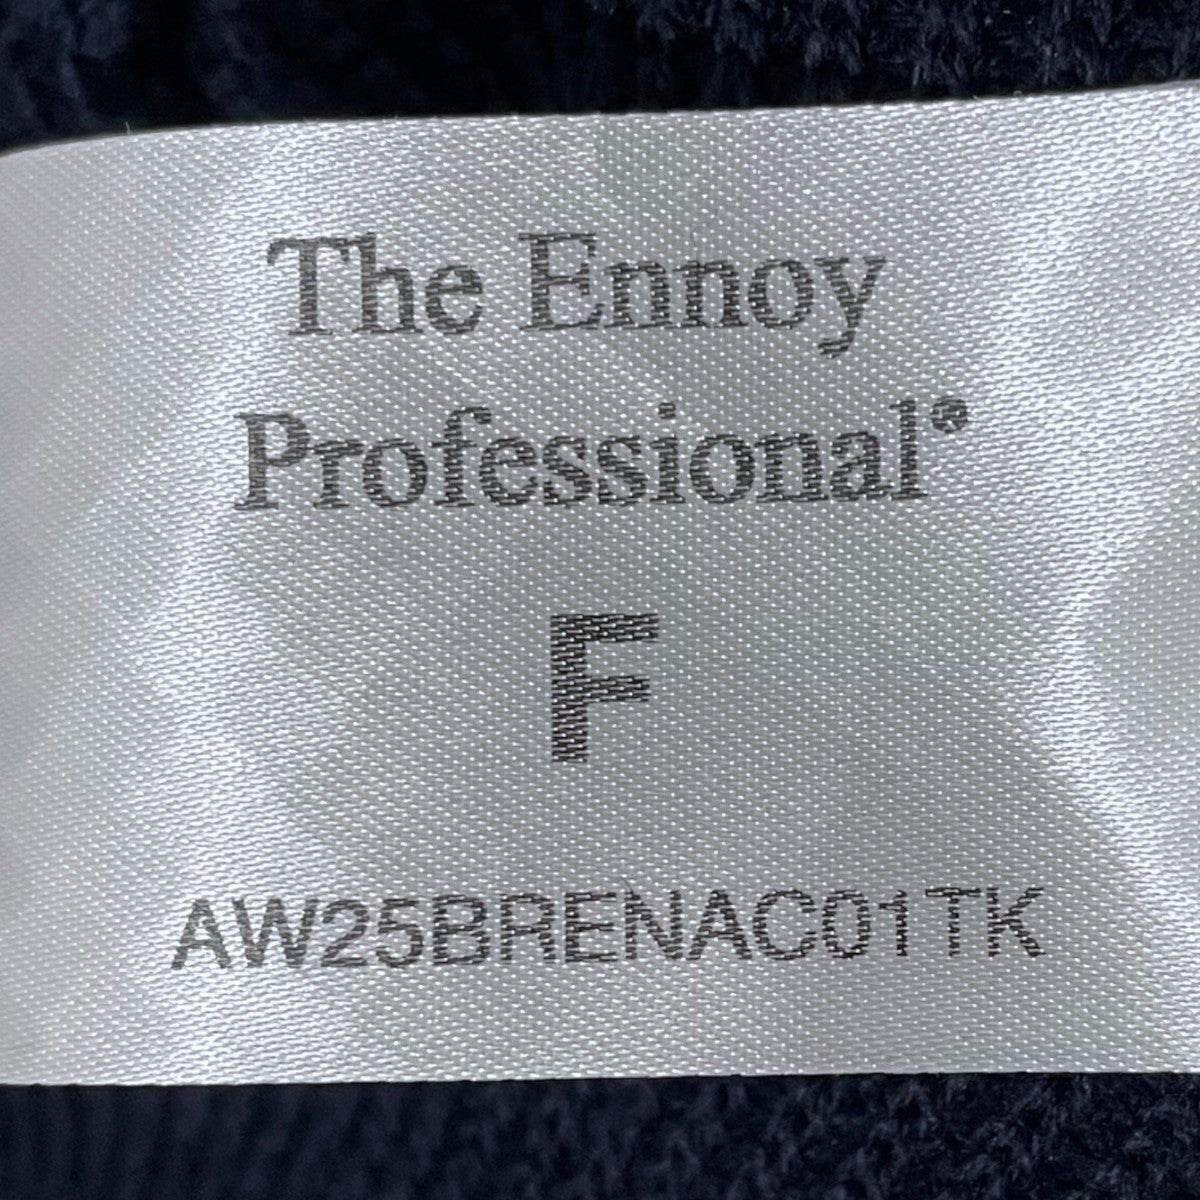 The Ennoy
Professional®
F
AW25BRENAC01TK